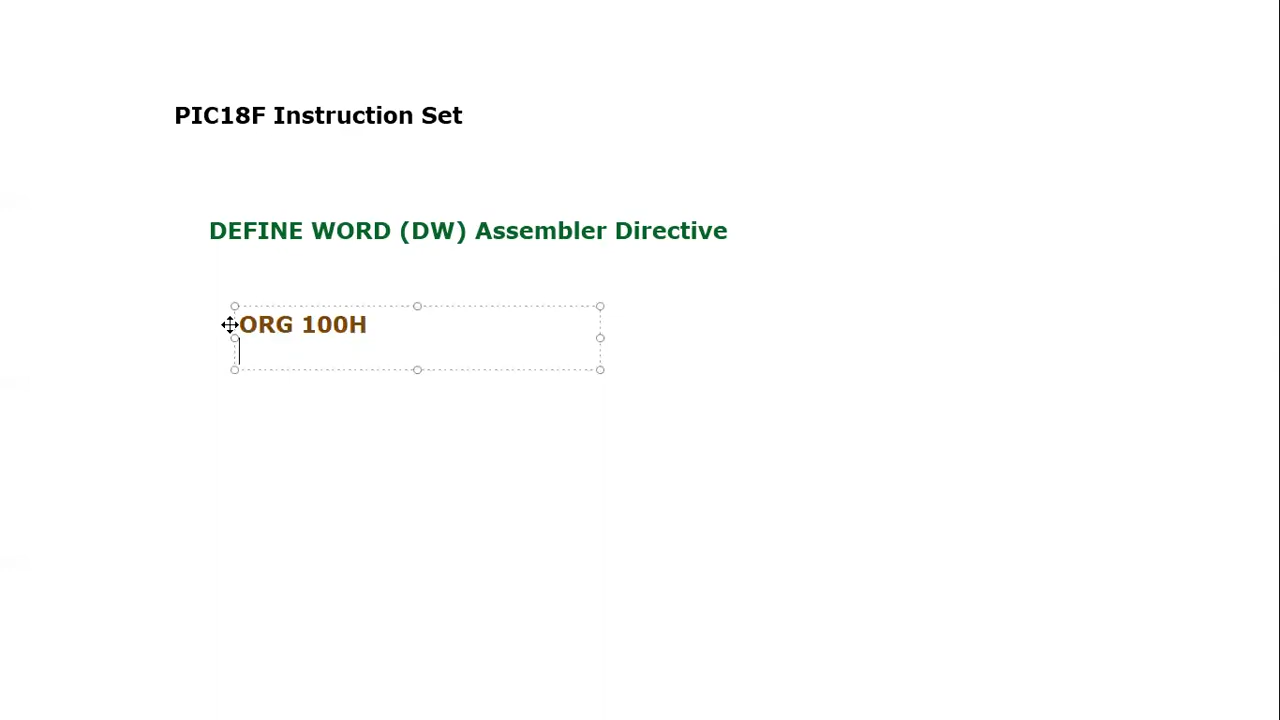 PIC18F Instruction Set
DEFINE WORD (DW) Assembler Directive
ORG 100H